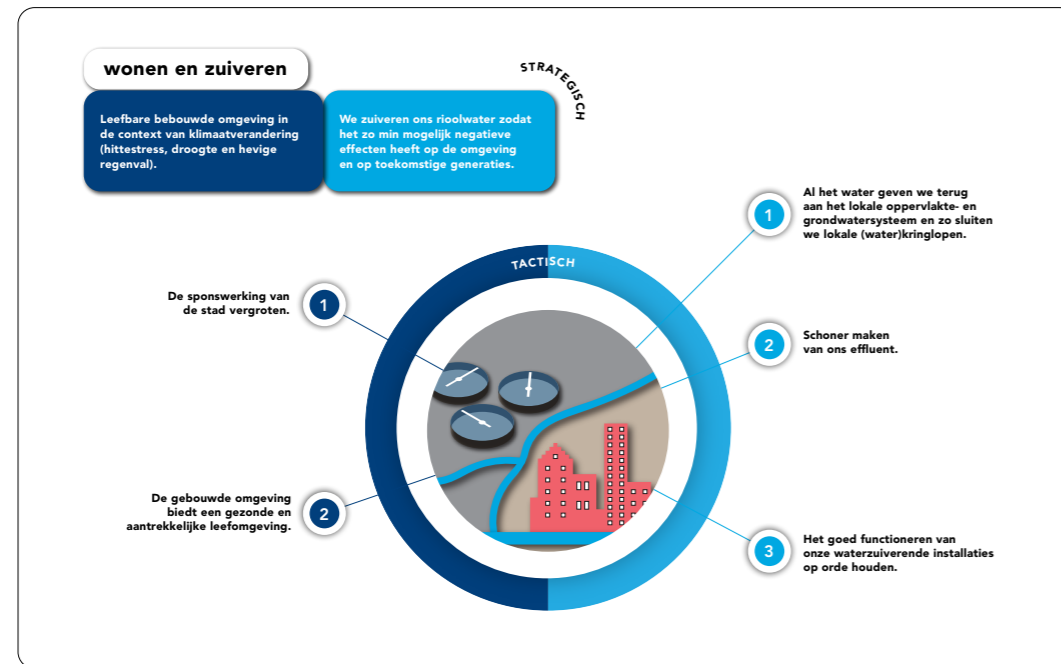 wonen en zuiveren
STRATEGISCH
Leefbare bebouwde omgeving in
de context van klimaatverandering
(hittestress, droogte en hevige
regenval).
We zuiveren ons rioolwater zodat
het zo min mogelijk negatieve
effecten heeft op de omgeving
en op toekomstige generaties.
TACTISCH
1
De sponswerking van
de stad vergroten.
2
De gebouwde omgeving
biedt een gezonde en
aantrekkelijke leefomgeving.
1
Al het water geven we terug
aan het lokale oppervlakte- en
grondwatersysteem en zo sluiten
we lokale (water)kringlopen.
2
Schoner maken
van ons effluent.
3
Het goed functioneren van
onze waterzuiverende installaties
op orde houden.